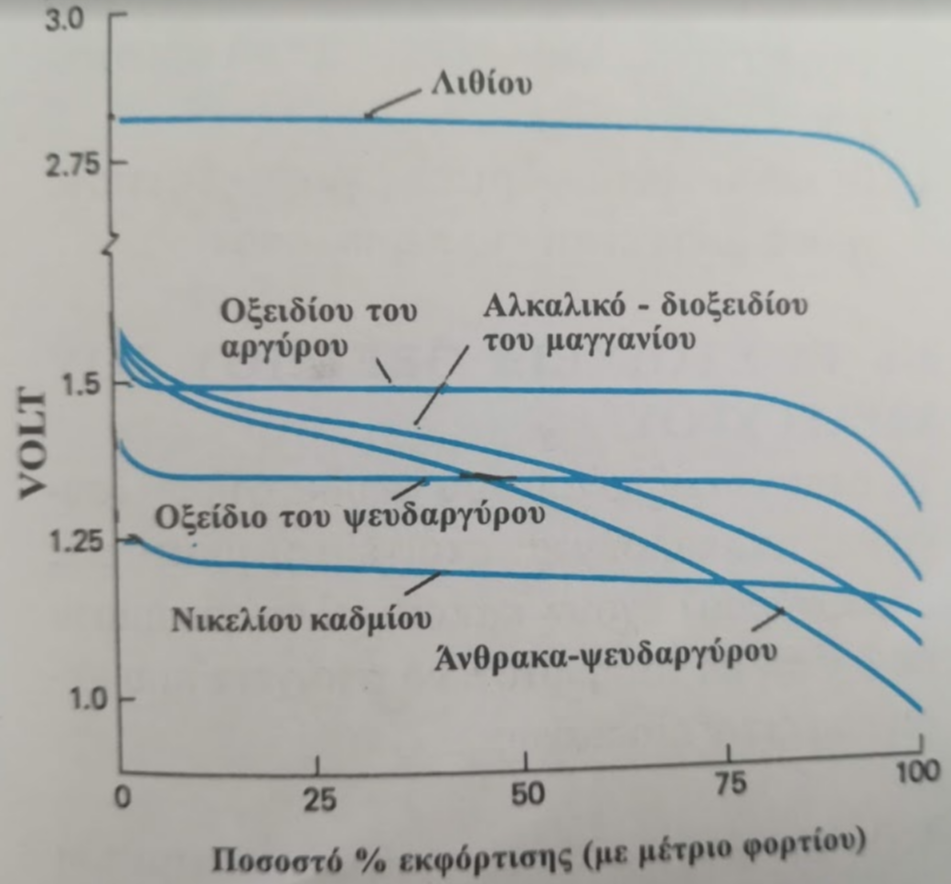 3.0
Λιθίου
2.75
Οξειδίου του
αργύρου
Αλκαλικό - διοξειδίου
του μαγγανίου
1.5
VOLT
Οξείδιο του ψευδαργύρου
1.25
Νικελίου καδμίου
Άνθρακα-ψευδαργύρου
1.0
0
25
50
75
100
Ποσοστό % εκφόρτισης (με μέτριο φορτίου)